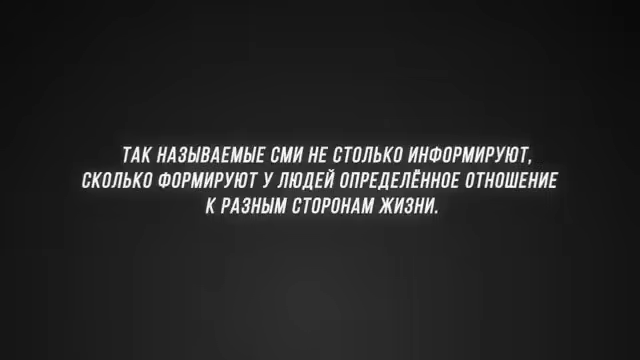 ТАК НАЗЫВАЕМЫЕ СМИ НЕ СТОЛЬКО ИНФОРМИРУЮТ,
СКОЛЬКО ФОРМИРУЮТ У ЛЮДЕЙ ОПРЕДЕЛЁННОЕ ОТНОШЕНИЕ
К РАЗНЫМ СТОРОНАМ ЖИЗНИ.